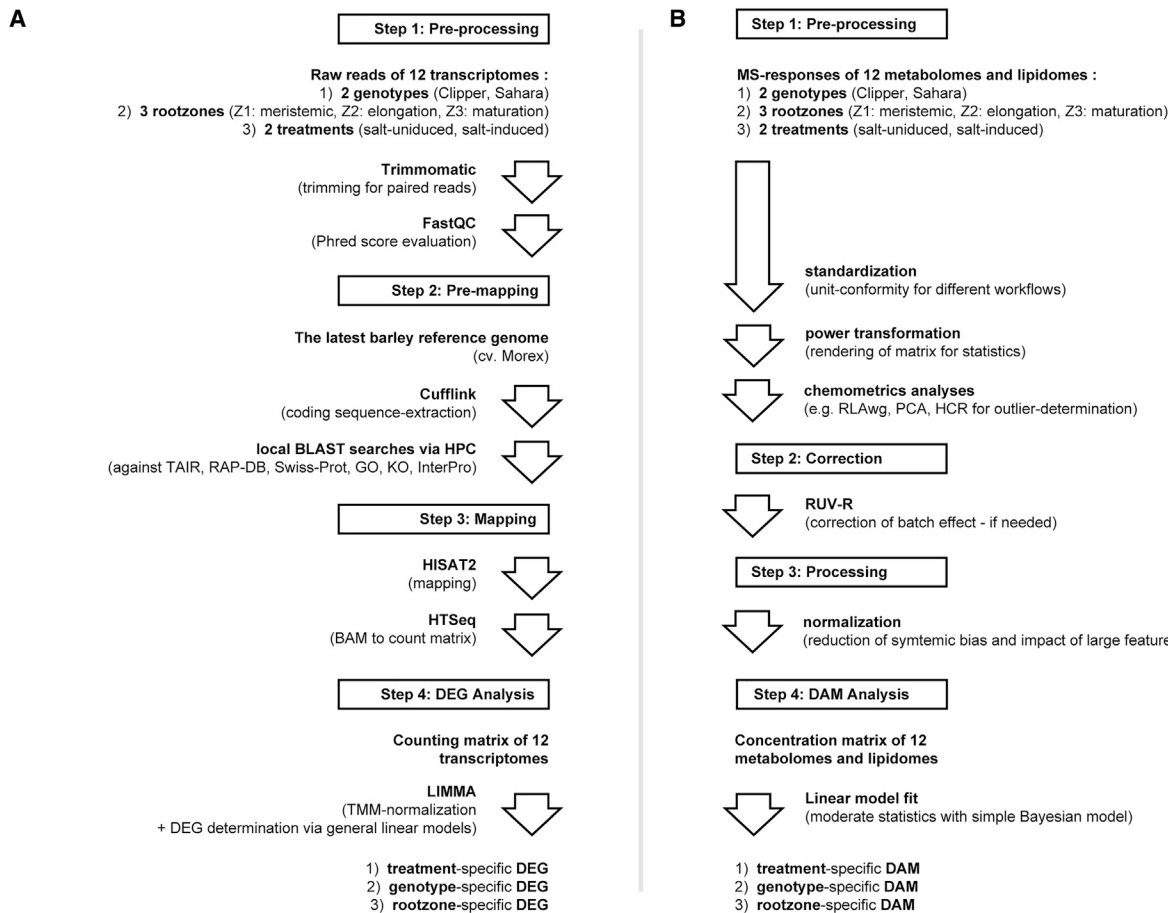 A
Step 1: Pre-processing
Raw reads of 12 transcriptomes :
1) 2 genotypes (Clipper, Sahara)
2) 3 rootzones (Z1: meristemic, Z2: elongation, Z3: maturation)
3) 2 treatments (salt-uniduced, salt-induced)
Trimmomatic
(trimming for paired reads)
FastQC
(Phred score evaluation)
Step 2: Pre-mapping
The latest barley reference genome
(cv. Morex)
Cufflink
(coding sequence-extraction)
local BLAST searches via HPC
(against TAIR, RAP-DB, Swiss-Prot, GO, KO, InterPro)
Step 3: Mapping
HISAT2
(mapping)
HTSeq
(BAM to count matrix)
Step 4: DEG Analysis
Counting matrix of 12
transcriptomes
LIMMA
(TMM-normalization
+ DEG determination via general linear models)
1) treatment-specific DEG
2) genotype-specific DEG
3) rootzone-specific DEG
B
Step 1: Pre-processing
MS-responses of 12 metabolomes and lipidomes :
1) 2 genotypes (Clipper, Sahara)
2) 3 rootzones (Z1: meristemic, Z2: elongation, Z3: maturation)
3) 2 treatments (salt-uniduced, salt-induced)
standardization
(unit-conformity for different workflows)
power transformation
(rendering of matrix for statistics)
chemometrics analyses
(e.g. RLAwg, PCA, HCR for outlier-determination)
Step 2: Correction
RUV-R
(correction of batch effect - if needed)
Step 3: Processing
normalization
(reduction of symtemic bias and impact of large feature
Step 4: DAM Analysis
Concentration matrix of 12
metabolomes and lipidomes
Linear model fit
(moderate statistics with simple Bayesian model)
1) treatment-specific DAM
2) genotype-specific DAM
3) rootzone-specific DAM